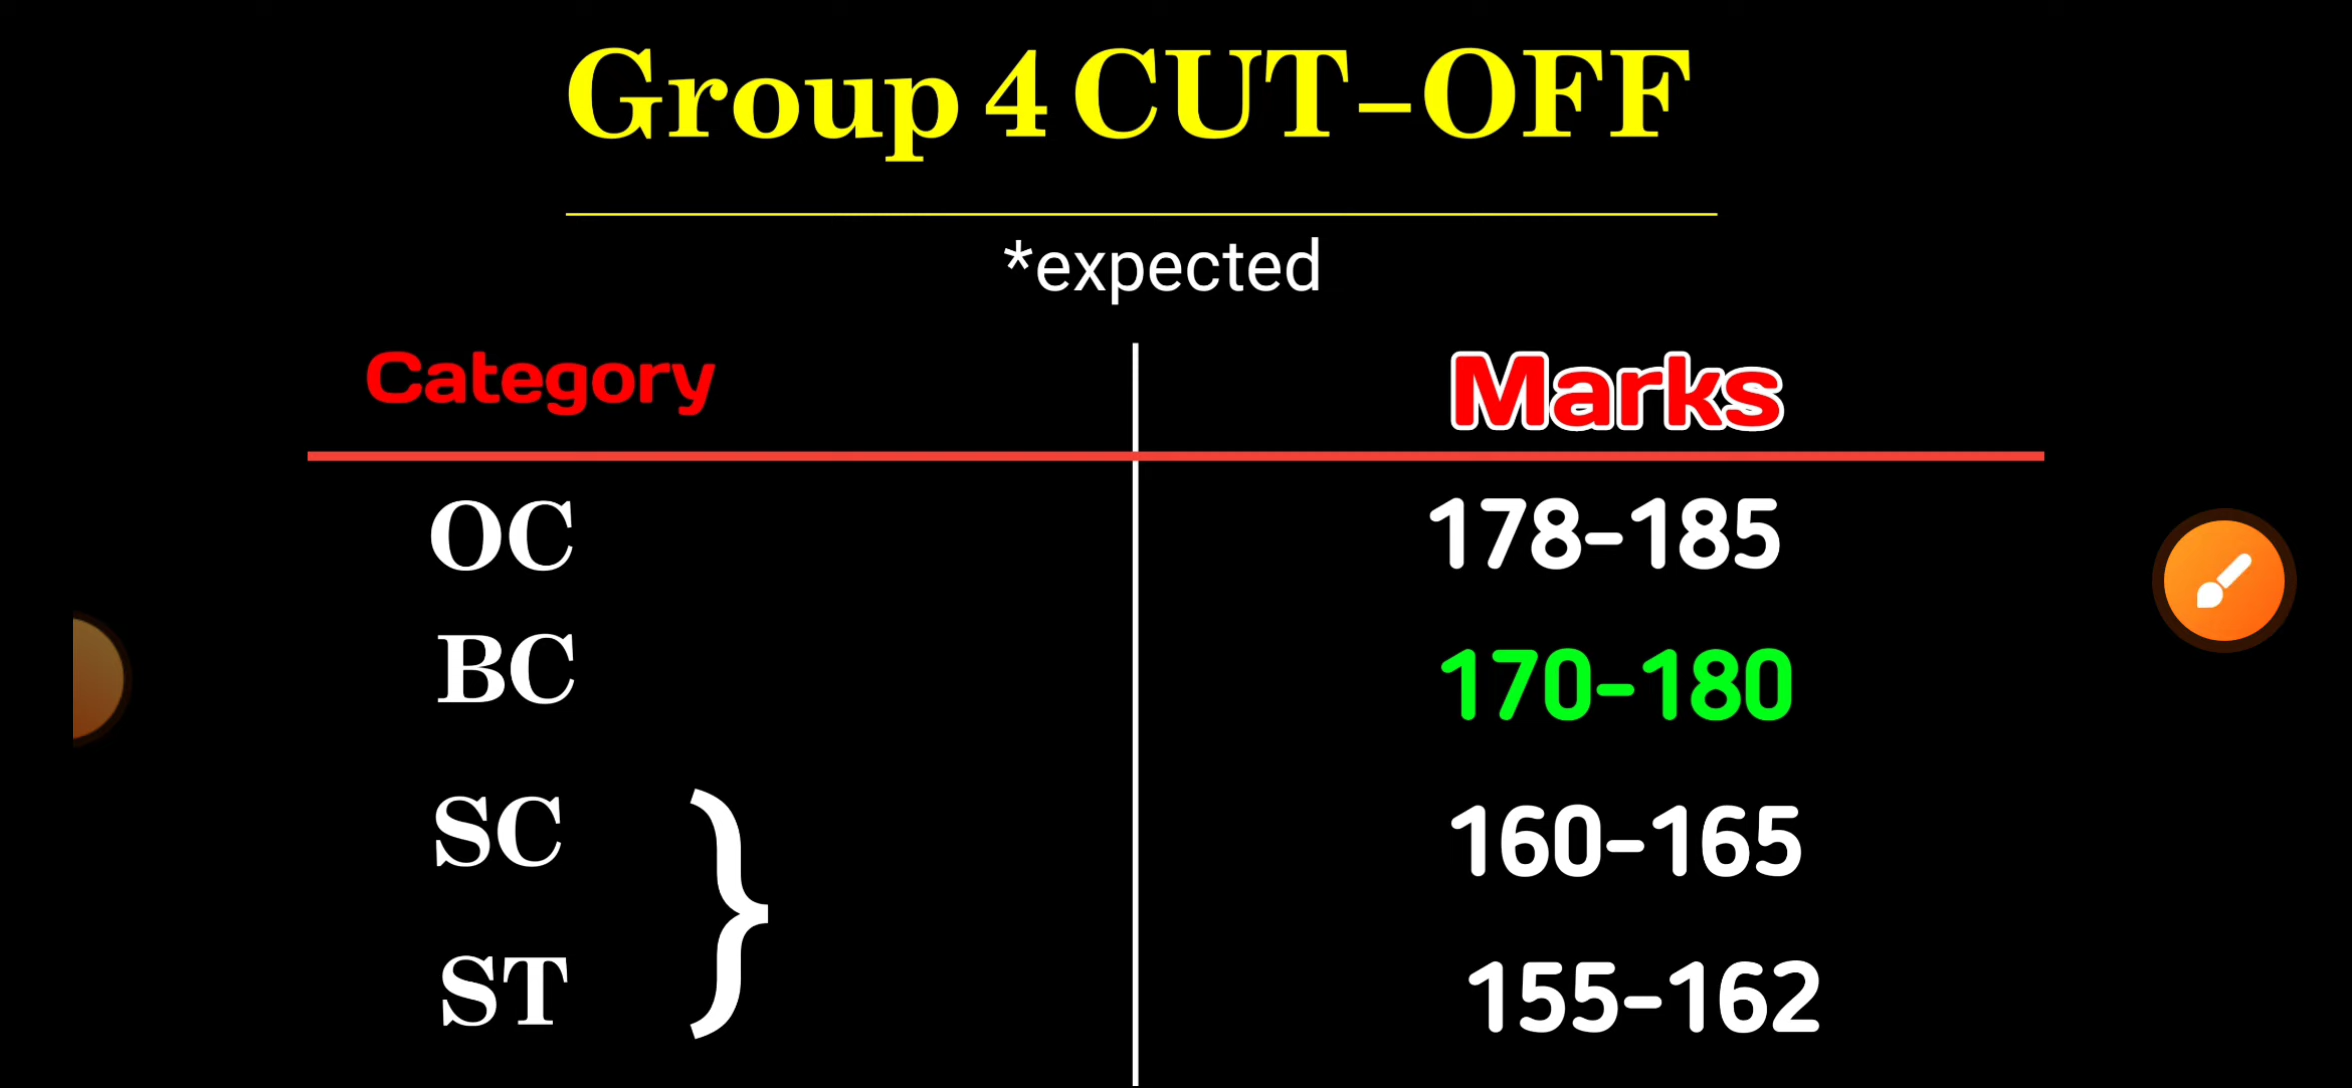 Group 4 CUT-OFF
*expected
Category Marks
OC 178-185
BC 170-180
SC } 160-165
ST 155-162